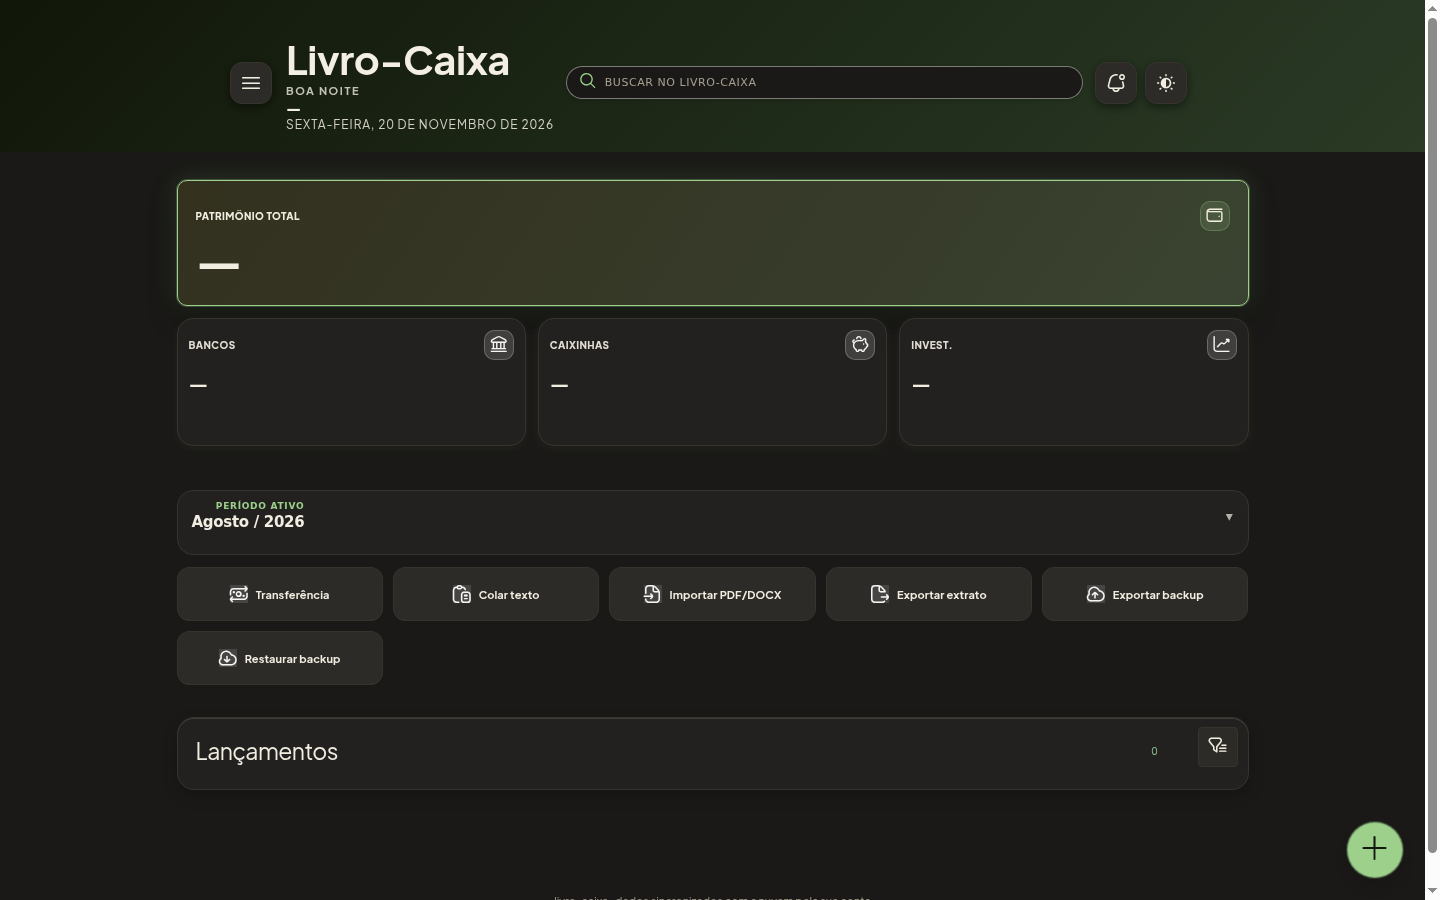 Livro-Caixa
BOA NOITE
—
SEXTA-FEIRA, 20 DE NOVEMBRO DE 2026
BUSCAR NO LIVRO-CAIXA
PATRIMÔNIO TOTAL
—
BANCOS
—
CAIXINHAS
—
INVEST.
—
PERÍODO ATIVO
Agosto / 2026
▼
Transferência
Colar texto
Importar PDF/DOCX
Exportar extrato
Exportar backup
Restaurar backup
Lançamentos
0